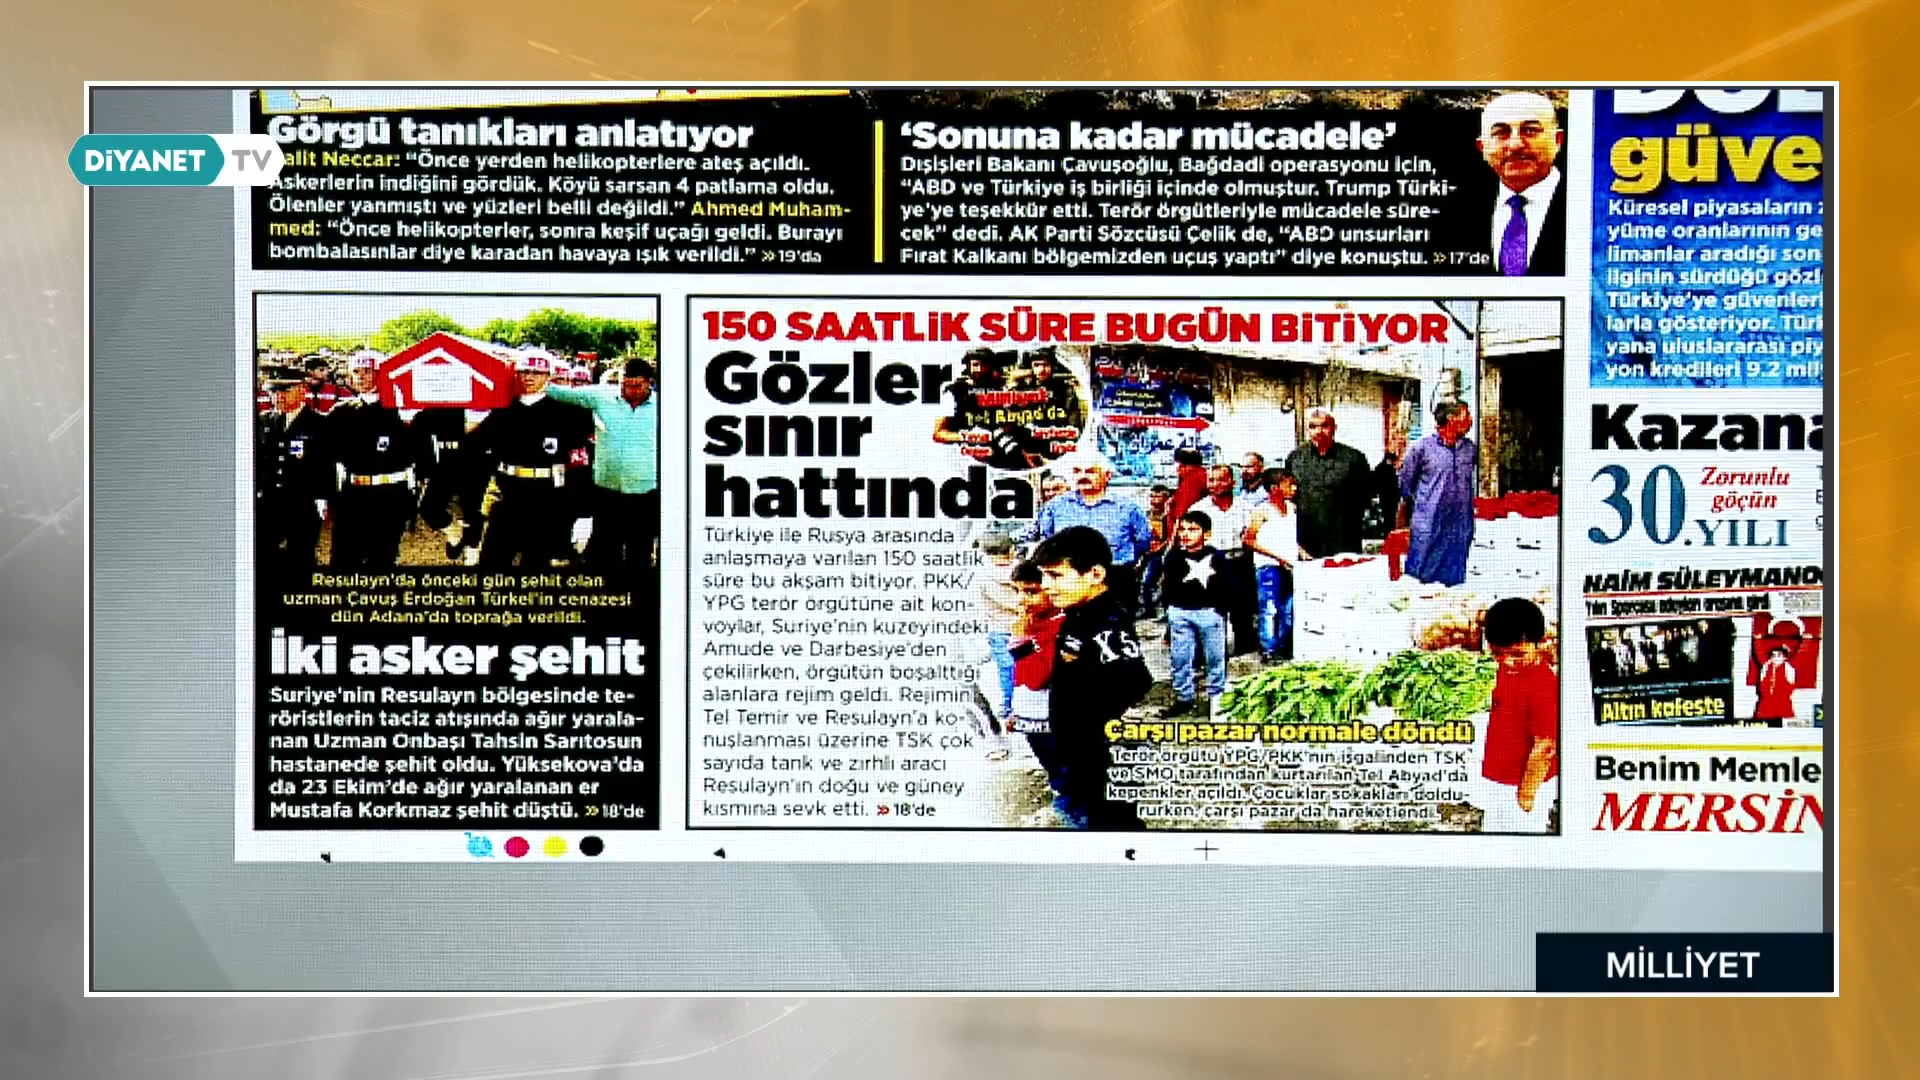 DİYANET TV
Görgü tanıkları anlatıyor
alit Neccar: “Önce yerden helikopterlere ateş açıldı.
Askerlerin indiğini gördük. Köyü sarsan 4 patlama oldu.
Ölenler yanmıştı ve yüzleri belli değildi.” Ahmed Muham-
med: “Önce helikopterler, sonra keşif uçağı geldi. Burayı
bombalasınlar diye karadan havaya ışık verildi.” »19'da
‘Sonuna kadar mücadele’
Dışişleri Bakanı Çavuşoğlu, Bağdadi operasyonu için,
“ABD ve Türkiye iş birliği içinde olmuştur. Trump Türki-
ye'ye teşekkür etti. Terör örgütleriyle mücadele süre-
cek” dedi. AK Parti Sözcüsü Çelik de, “ABD unsurları
Fırat Kalkanı bölgemizden uçuş yaptı” diye konuştu. »17'de
Resulayn'da önceki gün şehit olan
uzman Çavuş Erdoğan Türkel'in cenazesi
dün Adana'da toprağa verildi.
İki asker şehit
Suriye'nin Resulayn bölgesinde te-
röristlerin taciz atışında ağır yarala-
nan Uzman Onbaşı Tahsin Sarıtosun
hastanede şehit oldu. Yüksekova'da
da 23 Ekim'de ağır yaralanan er
Mustafa Korkmaz şehit düştü. »18'de
150 SAATLİK SÜRE BUGÜN BİTİYOR
Gözler
sınır
hattında
Tel Abyad'da
Türkiye ile Rusya arasında
anlaşmaya varılan 150 saatlik
süre bu akşam bitiyor. PKK/
YPG terör örgütüne ait kon-
voylar, Suriye'nin kuzeyindeki
Amude ve Darbesiye'den
çekilirken, örgütün boşalttığı
alanlara rejim geldi. Rejimin
Tel Temir ve Resulayn'a ko-
nuşlanması üzerine TSK çok
sayıda tank ve zırhlı aracı
Resulayn'ın doğu ve güney
kısmına sevk etti. »18'de
Çarşı pazar normale döndü
Terör örgütü YPG/PKK'nın işgalinden TSK
ve SMO tarafından kurtarılan Tel Abyad'da
kepenkler açıldı. Çocuklar sokakları doldu-
rurken, çarşı pazar da hareketlendi.
güve
Küresel piyasaların
yüme oranlarının ge
limanlar aradığı son
liginin sürdüğü gözl
Türkiye'ye güvenleri
larla gösteriyor. Türk
yana uluslararası piy
yon kredileri 9.2 mil
Kazana
30.YILI
Zorunlu
göçün
NAİM SÜLEYMANO
Altın kafeste
Benim Memle
MERSİN
MİLLİYET